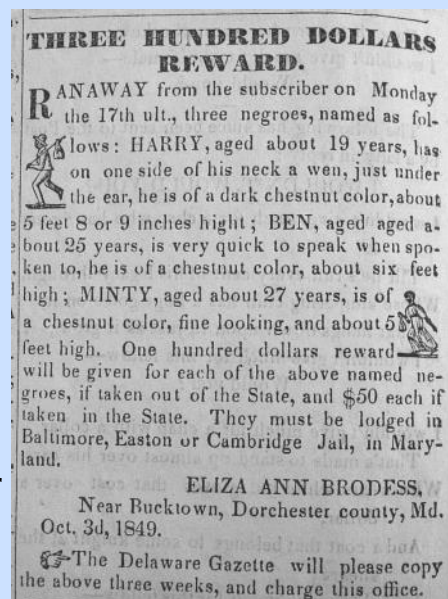 THREE HUNDRED DOLLARS
REWARD.
RANAWAY from the subscriber on Monday
the 17th ult., three negroes, named as fol-
lows: HARRY, aged about 19 years, has
on one side of his neck a wen, just under
the ear, he is of a dark chestnut color, about
5 feet 8 or 9 inches hight; BEN, aged aged a-
bout 25 years, is very quick to speak when spo-
ken to, he is of a chestnut color, about six feet
high; MINTY, aged about 27 years, is of
a chestnut color, fine looking, and about 5
feet high. One hundred dollars reward
will be given for each of the above named ne-
groes, if taken out of the State, and $50 each if
taken in the State. They must be lodged in
Baltimore, Easton or Cambridge Jail, in Mary-
land.
ELIZA ANN BRODESS,
Near Bucktown, Dorchester county, Md.
Oct. 3d, 1849.
☞The Delaware Gazette will please copy
the above three weeks, and charge this office.